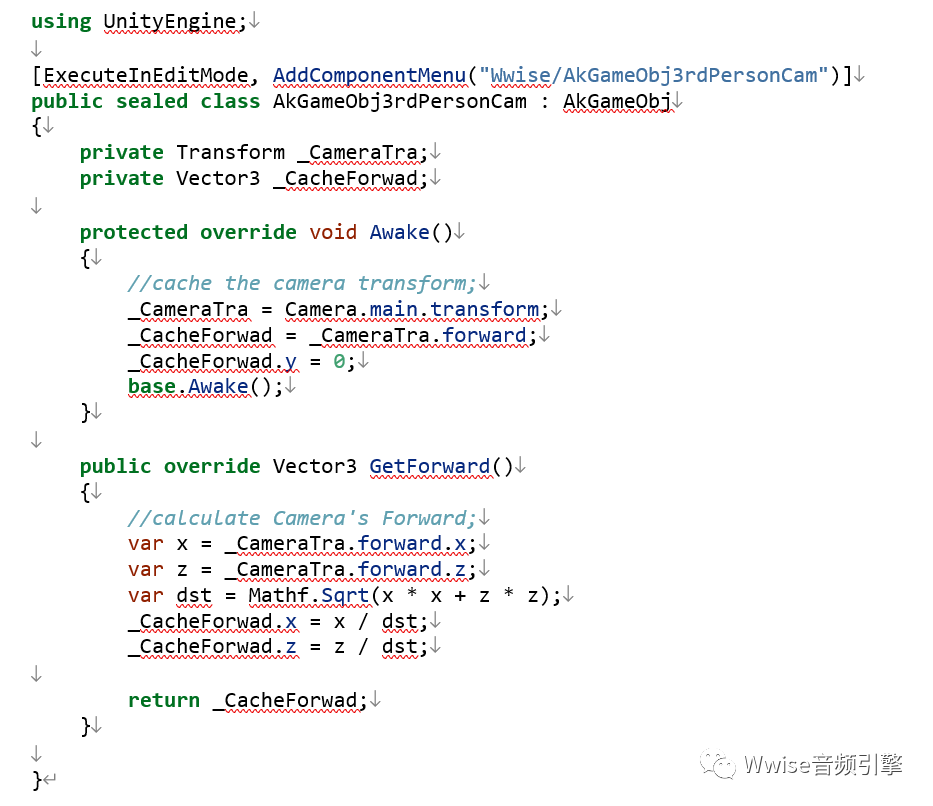 using UnityEngine;↓
↓
[ExecuteInEditMode, AddComponentMenu("Wwise/AkGameObj3rdPersonCam")]↓
public sealed class AkGameObj3rdPersonCam : AkGameObj↓
{↓
    private Transform _CameraTra;↓
    private Vector3 _CacheForwad;↓
↓
    protected override void Awake()↓
    {↓
        //cache the camera transform;↓
        _CameraTra = Camera.main.transform;↓
        _CacheForwad = _CameraTra.forward;↓
        _CacheForwad.y = 0;↓
        base.Awake();↓
    }↓
↓
    public override Vector3 GetForward()↓
    {↓
        //calculate Camera's Forward;↓
        var x = _CameraTra.forward.x;↓
        var z = _CameraTra.forward.z;↓
        var dst = Mathf.Sqrt(x * x + z * z);↓
        _CacheForwad.x = x / dst;↓
        _CacheForwad.z = z / dst;↓
↓
        return _CacheForwad;↓
    }↓
↓
}↵
Wwise音频引擎